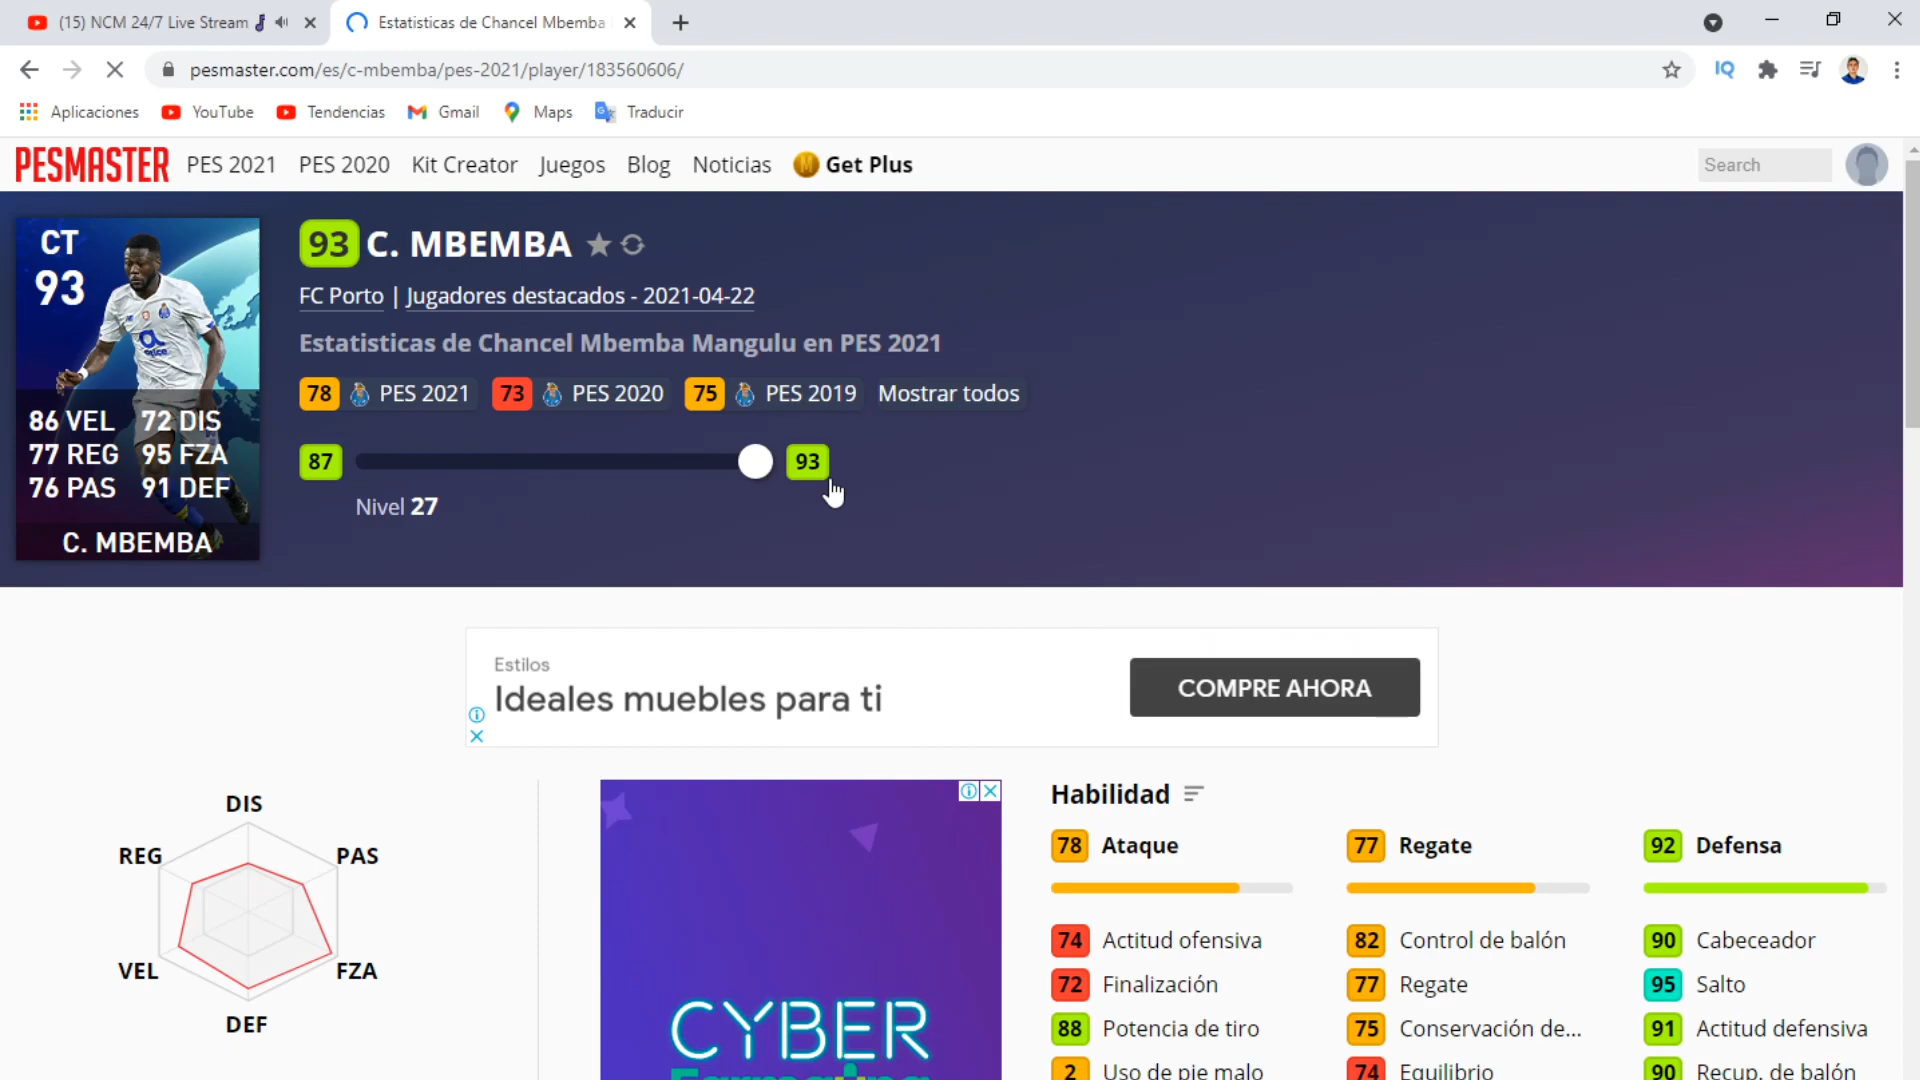 (15) NCM 24/7 Live Stream
Estatisticas de Chancel Mbemba
pesmaster.com/es/c-mbemba/pes-2021/player/183560606/
IQ
Aplicaciones YouTube Tendencias Gmail Maps Traducir
PESMASTER PES 2021 PES 2020 Kit Creator Juegos Blog Noticias Get Plus Search
CT
93
86 VEL 72 DIS
77 REG 95 FZA
76 PAS 91 DEF
C. MBEMBA
93 C. MBEMBA
FC Porto | Jugadores destacados - 2021-04-22
Estatisticas de Chancel Mbemba Mangulu en PES 2021
78 PES 2021 73 PES 2020 75 PES 2019 Mostrar todos
87 93
Nivel 27
Estilos
Ideales muebles para ti
COMPRE AHORA
DIS
REG PAS
VEL FZA
DEF
CYBER
Habilidad
78 Ataque 77 Regate 92 Defensa
74 Actitud ofensiva 82 Control de balón 90 Cabeceador
72 Finalización 77 Regate 95 Salto
88 Potencia de tiro 75 Conservación de... 91 Actitud defensiva
2 Uso de pie malo 74 Equilibrio 90 Recup. de balón